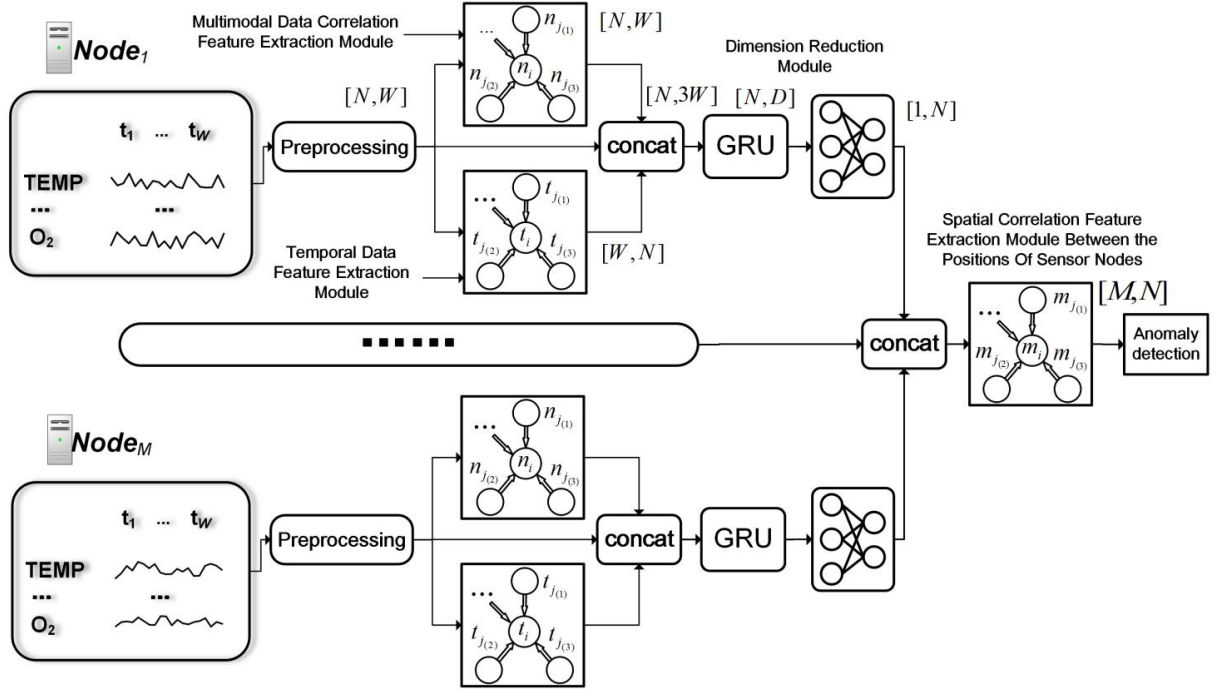 Multimodal Data Correlation
Feature Extraction Module
Node1
t1 ... tW
TEMP
...
O2
[N,W]
Preprocessing
... nj(1)
ni
nj(2) nj(3)
[N,W]
... tj(1)
ti
tj(2) tj(3)
[W,N]
Temporal Data
Feature Extraction
Module
[N,3W]
concat
[N,D]
GRU
Dimension Reduction
Module
[1,N]
......
concat
Spatial Correlation Feature
Extraction Module Between the
Positions Of Sensor Nodes
... mj(1)
mi
mj(2) mj(3)
[M,N]
Anomaly
detection
NodeM
t1 ... tW
TEMP
... ...
O2
Preprocessing
... nj(1)
ni
nj(2) nj(3)
... tj(1)
ti
tj(2) tj(3)
concat
GRU